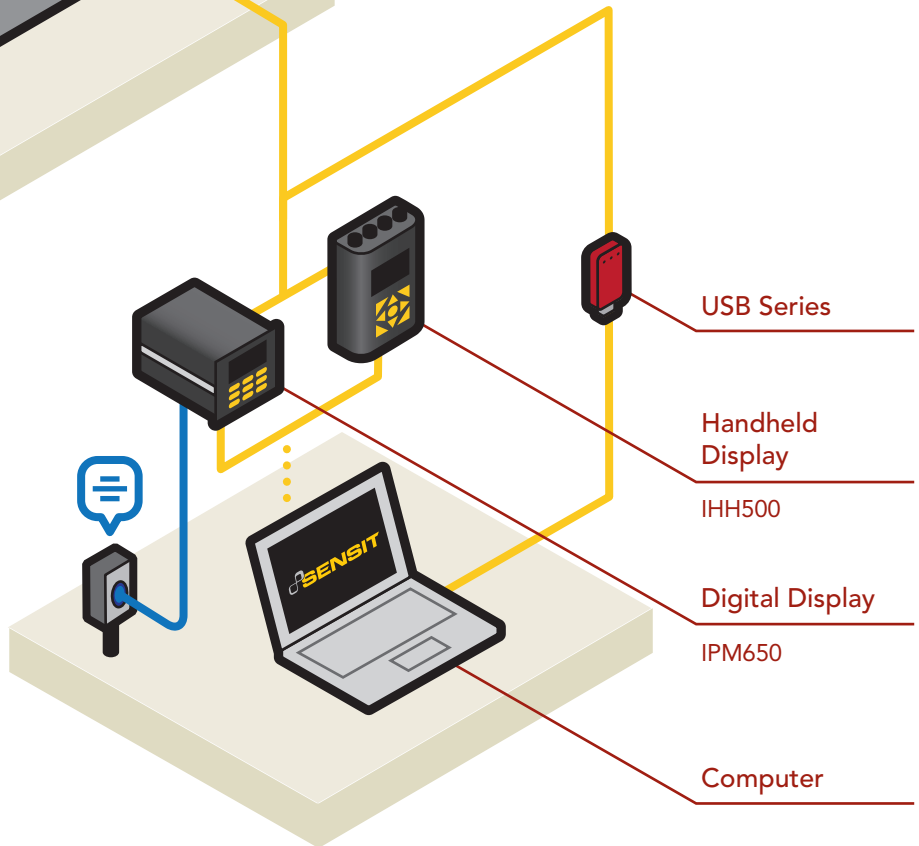 USB Series
Handheld
Display
IHH500
SENSIT
Digital Display
IPM650
Computer